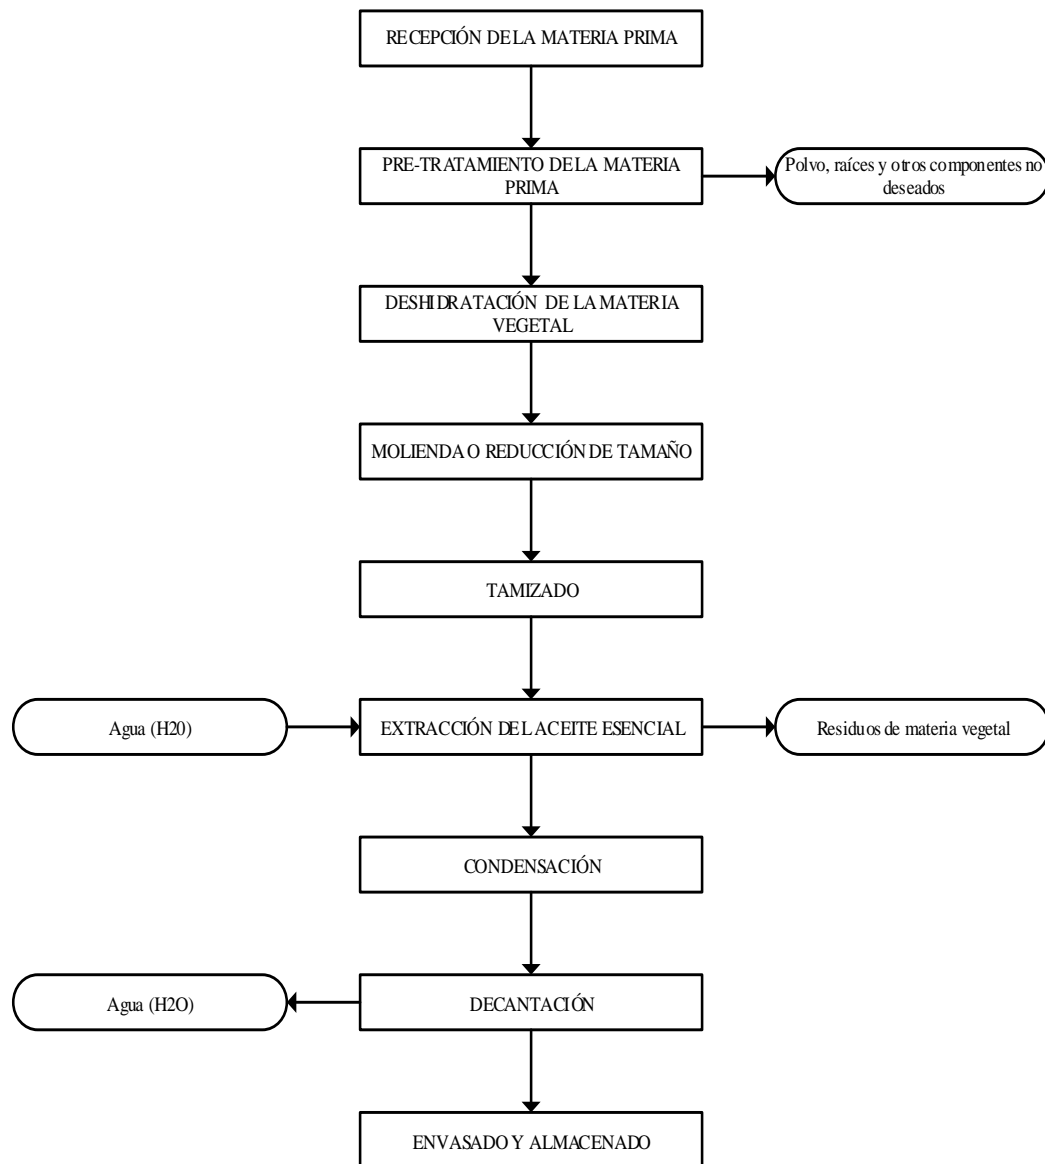 RECEPCIÓN DE LA MATERIA PRIMA
PRE-TRATAMIENTO DE LA MATERIA
PRIMA
Polvo, raíces y otros componentes no
deseados
DESHIDRATACIÓN DE LA MATERIA
VEGETAL
MOLIENDA O REDUCCIÓN DE TAMAÑO
TAMIZADO
Agua (H20)
EXTRACCIÓN DEL ACEITE ESENCIAL
Residuos de materia vegetal
CONDENSACIÓN
Agua (H2O)
DECANTACIÓN
ENVASADO Y ALMACENADO